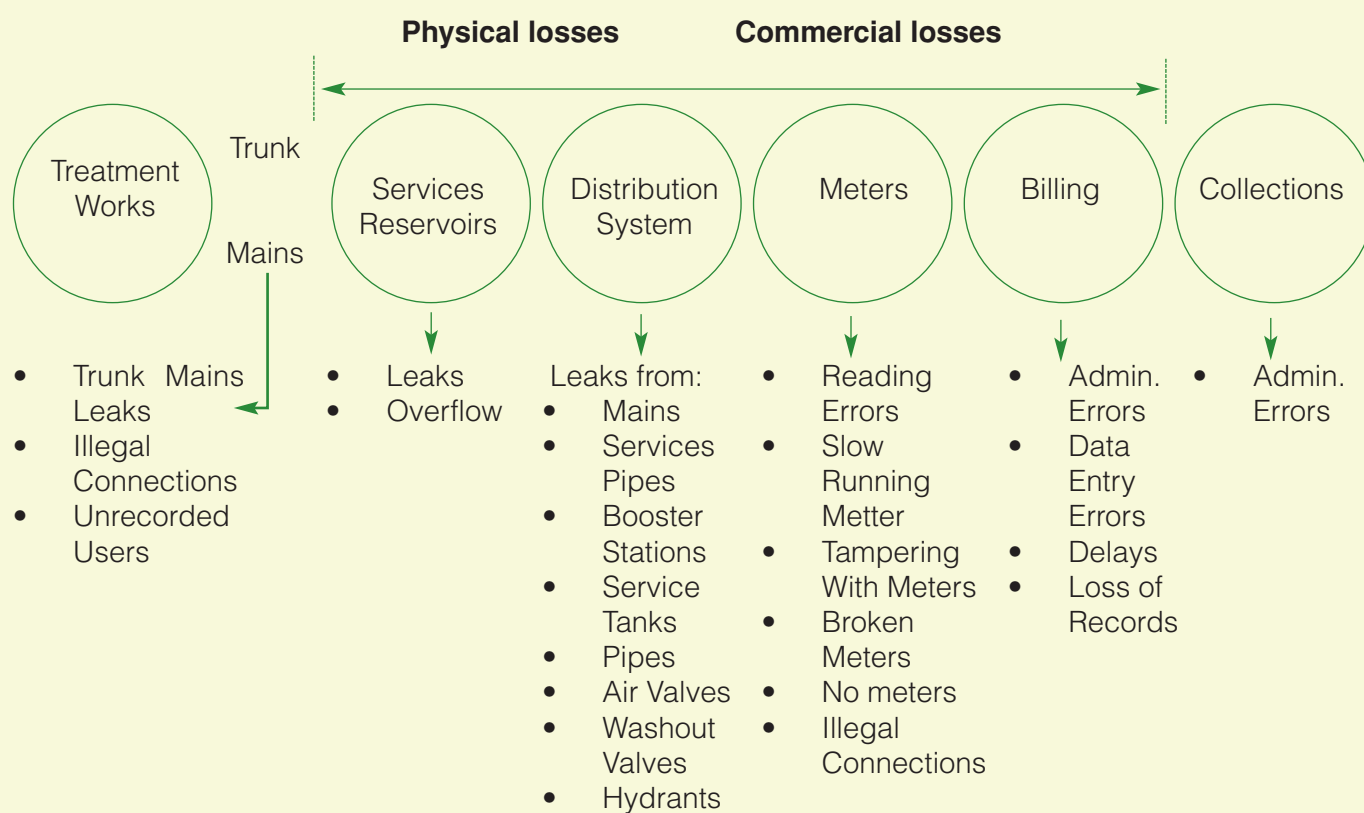 Physical losses
Commercial losses
Treatment
Works
Trunk
Mains
Services
Reservoirs
Distribution
System
Meters
Billing
Collections
• Trunk Mains
Leaks
• Illegal
Connections
• Unrecorded
Users
• Leaks
• Overflow
Leaks from:
• Mains
• Services
Pipes
• Booster
Stations
• Service
Tanks
• Pipes
• Air Valves
• Washout
Valves
• Hydrants
• Reading
Errors
• Slow
Running
Metter
• Tampering
With Meters
• Broken
Meters
• No meters
• Illegal
Connections
• Admin.
Errors
• Data
Entry
Errors
• Delays
• Loss of
Records
• Admin.
Errors